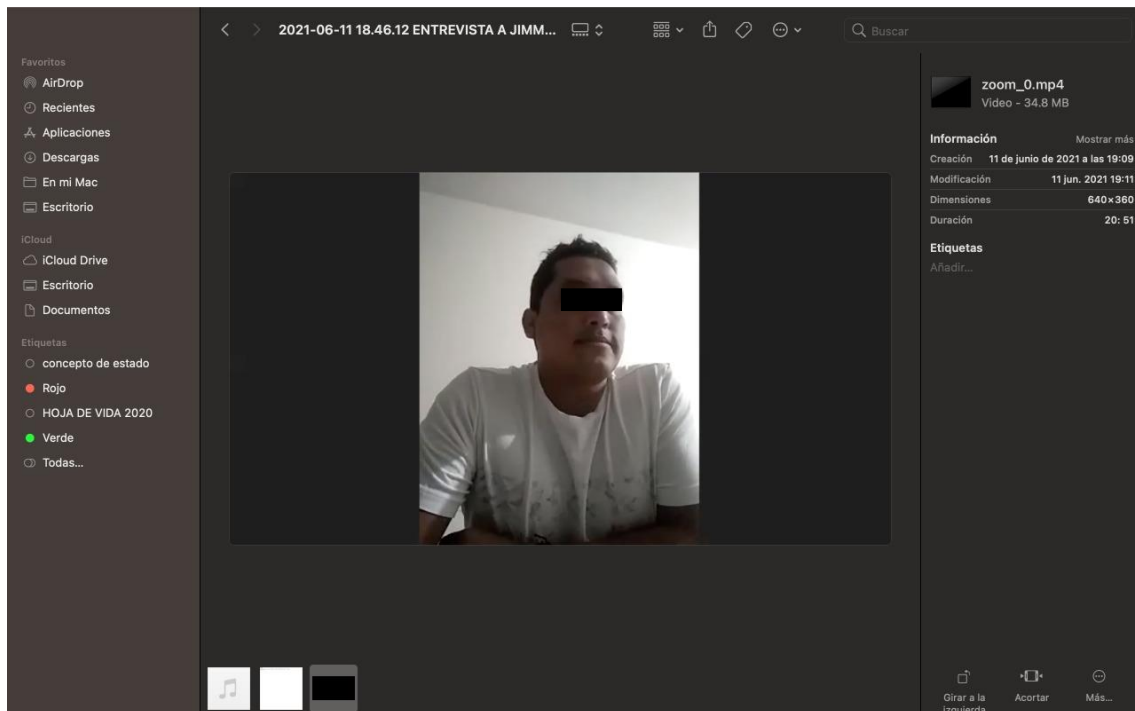 2021-06-11 18.46.12 ENTREVISTA A JIMM...
Buscar
Favoritos
AirDrop
Recientes
Aplicaciones
Descargas
En mi Mac
Escritorio
iCloud
iCloud Drive
Escritorio
Documentos
Etiquetas
concepto de estado
Rojo
HOJA DE VIDA 2020
Verde
Todas...
zoom_0.mp4
Video - 34.8 MB
Información Mostrar más
Creación 11 de junio de 2021 a las 19:09
Modificación 11 jun. 2021 19:11
Dimensiones 640×360
Duración 20: 51
Etiquetas
Añadir...
Girar a la
izquierda
Acortar
Más...